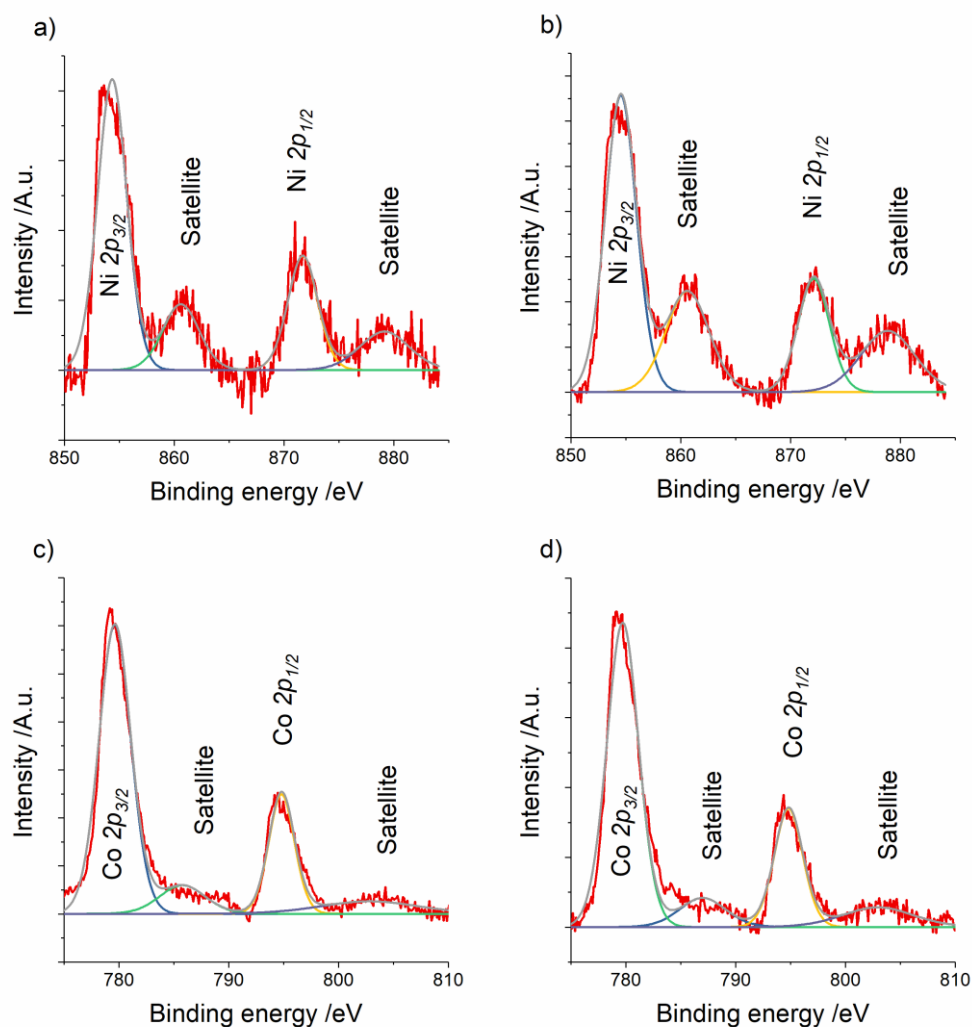 a)
Intensity /A.u.
Ni 2p3/2
Satellite
Ni 2p1/2
Satellite
850 860 870 880
Binding energy /eV
b)
Intensity /A.u.
Ni 2p3/2
Satellite
Ni 2p1/2
Satellite
850 860 870 880
Binding energy /eV
c)
Intensity /A.u.
Co 2p3/2
Satellite
Co 2p1/2
Satellite
780 790 800 810
Binding energy /eV
d)
Intensity /A.u.
Co 2p3/2
Satellite
Co 2p1/2
Satellite
780 790 800 810
Binding energy /eV